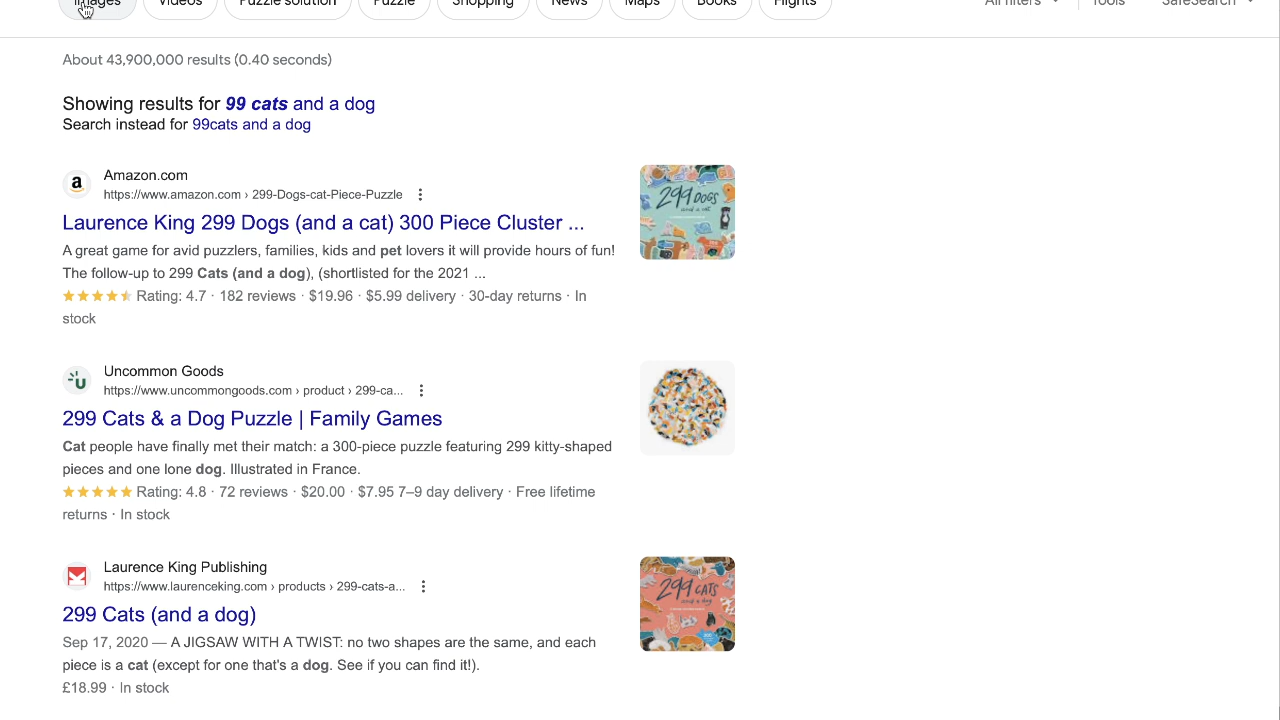 Images Videos Puzzle solution Puzzle Shopping News Maps Books Flights All filters Tools SafeSearch
About 43,900,000 results (0.40 seconds)
Showing results for 99 cats and a dog
Search instead for 99cats and a dog
Amazon.com
https://www.amazon.com › 299-Dogs-cat-Piece-Puzzle
Laurence King 299 Dogs (and a cat) 300 Piece Cluster ...
A great game for avid puzzlers, families, kids and pet lovers it will provide hours of fun!
The follow-up to 299 Cats (and a dog), (shortlisted for the 2021 ...
Rating: 4.7 · 182 reviews · $19.96 · $5.99 delivery · 30-day returns · In
stock
299 DOGS
and a cat
Uncommon Goods
https://www.uncommongoods.com › product › 299-ca...
299 Cats & a Dog Puzzle | Family Games
Cat people have finally met their match: a 300-piece puzzle featuring 299 kitty-shaped
pieces and one lone dog. Illustrated in France.
Rating: 4.8 · 72 reviews · $20.00 · $7.95 7–9 day delivery · Free lifetime
returns · In stock
Laurence King Publishing
https://www.laurenceking.com › products › 299-cats-a...
299 Cats (and a dog)
Sep 17, 2020 — A JIGSAW WITH A TWIST: no two shapes are the same, and each
piece is a cat (except for one that's a dog. See if you can find it!).
£18.99 · In stock
299 CATS
and a dog